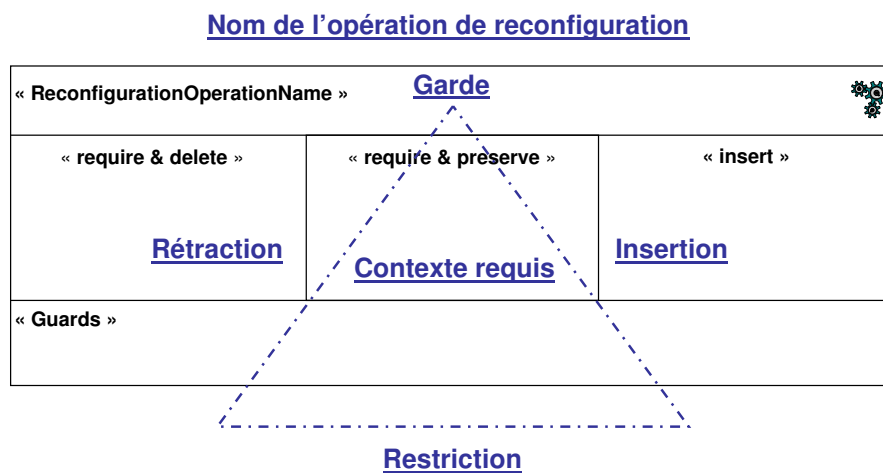 Nom de l'opération de reconfiguration
« ReconfigurationOperationName »
Garde
« require & delete »
« require & preserve »
« insert »
Rétraction
Contexte requis
Insertion
« Guards »
Restriction